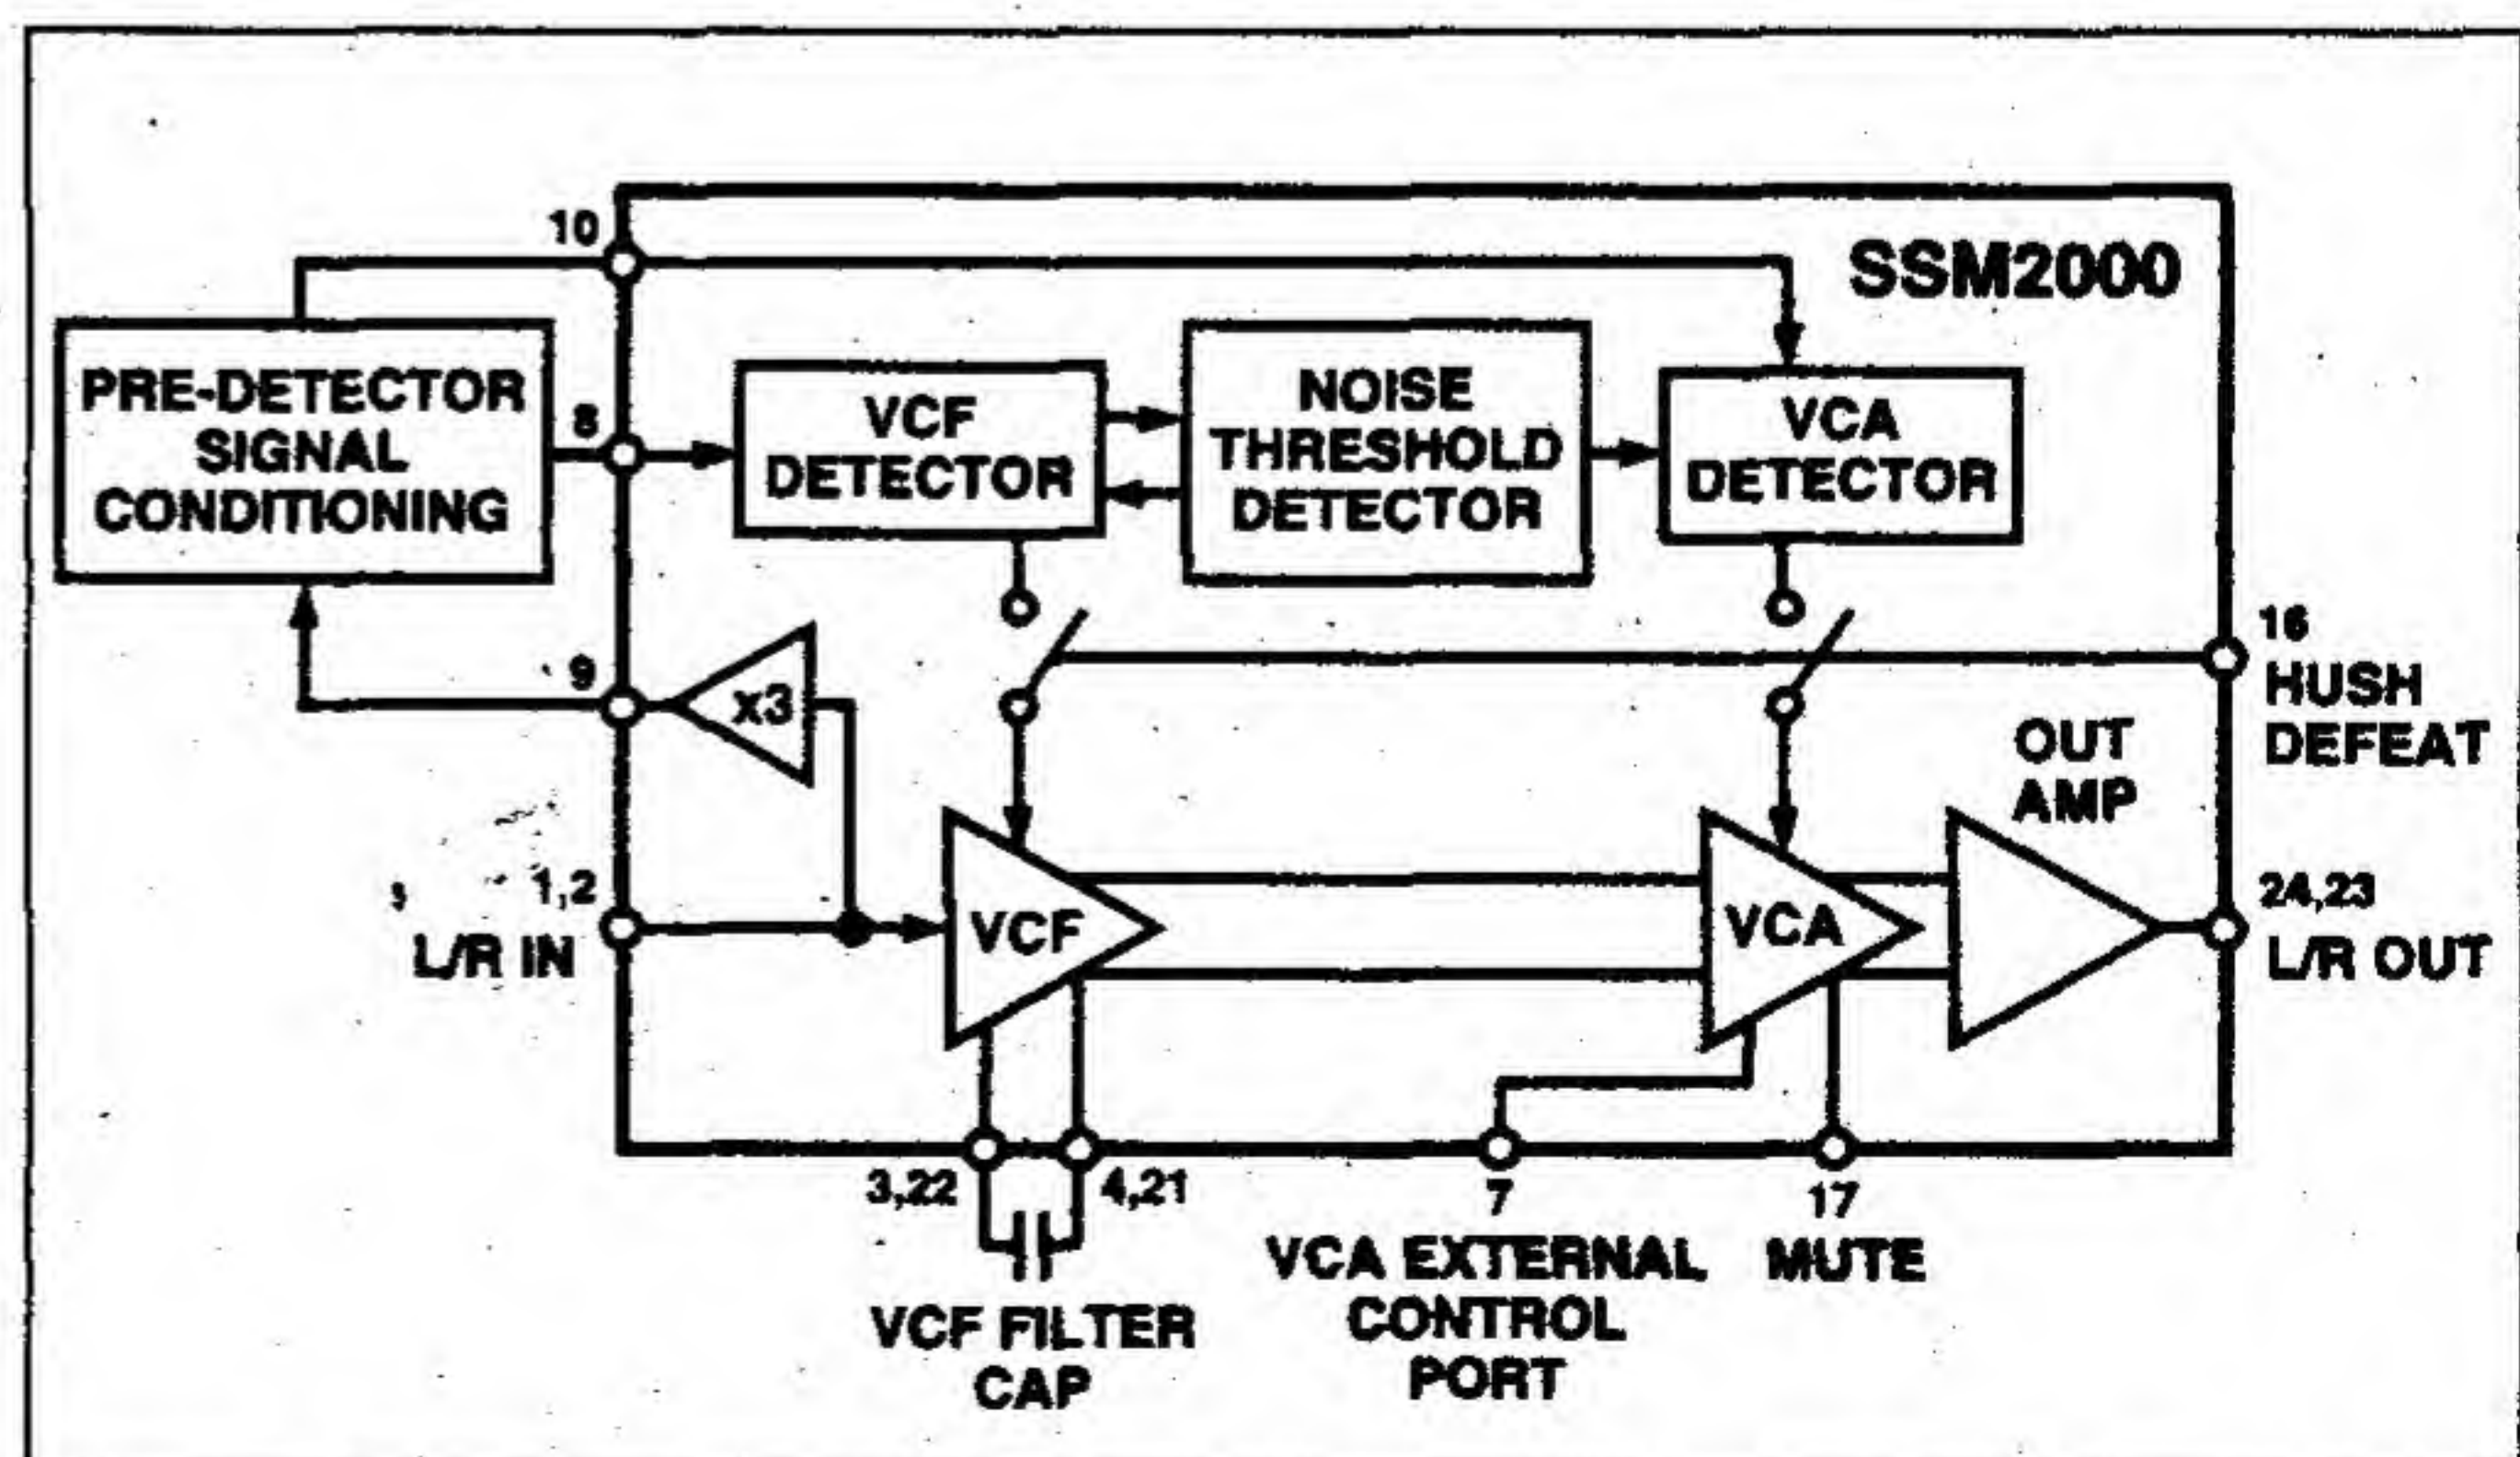 10
SSM2000
PRE-DETECTOR
SIGNAL
CONDITIONING
8
VCF
DETECTOR
NOISE
THRESHOLD
DETECTOR
VCA
DETECTOR
16
HUSH
DEFEAT
9
x3
OUT
AMP
1,2
L/R IN
VCF
VCA
24,23
L/R OUT
3,22
4,21
7
17
VCF FILTER
CAP
VCA EXTERNAL
CONTROL
PORT
MUTE